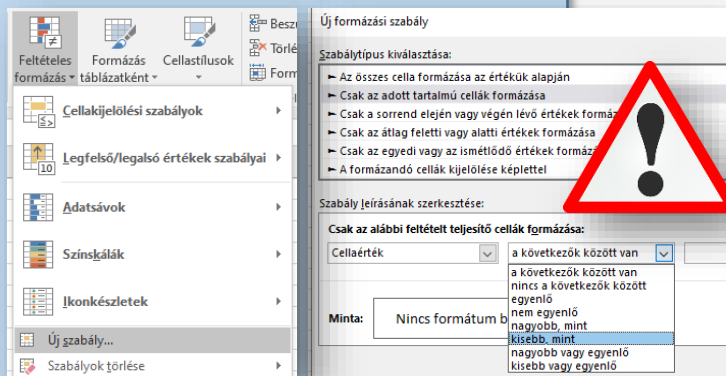 Feltételes
formázás
Formázás
táblázatként
Cellastílusok
Cellakijelölési szabályok
Legfelső/legalsó értékek szabályai
10
Adatsávok
Színskálák
Ikonkészletek
Új szabály...
Szabályok törlése
Új formázási szabály
Szabálytípus kiválasztása:
► Az összes cella formázása az értékük alapján
► Csak az adott tartalmú cellák formázása
► Csak a sorrend elején vagy végén lévő értékek
► Csak az átlag feletti vagy alatti értékek formázása
► Csak az egyedi vagy az ismétlődő értékek
► A formázandó cellák kijelölése képlettel
Szabály leírásának szerkesztése:
Csak az alábbi feltételt teljesítő cellák formázása:
Cellaérték
a következők között van
a következők között van
nincs a következők között
egyenlő
nem egyenlő
nagyobb, mint
kisebb, mint
nagyobb vagy egyenlő
kisebb vagy egyenlő
Minta:
Nincs formátum